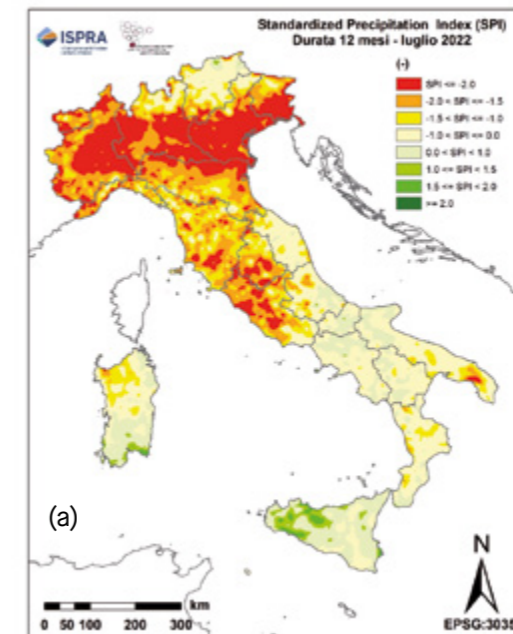 ISPRA
Standardized Precipitation Index (SPI)
Durata 12 mesi - luglio 2022
(-)
SPI <= -2.0
-2.0 < SPI <= -1.5
-1.5 < SPI <= -1.0
-1.0 < SPI <= 0.0
0.0 < SPI < 1.0
1.0 <= SPI < 1.5
1.5 <= SPI < 2.0
>= 2.0
(a)
N
km
0 50 100 200 300
EPSG:3035